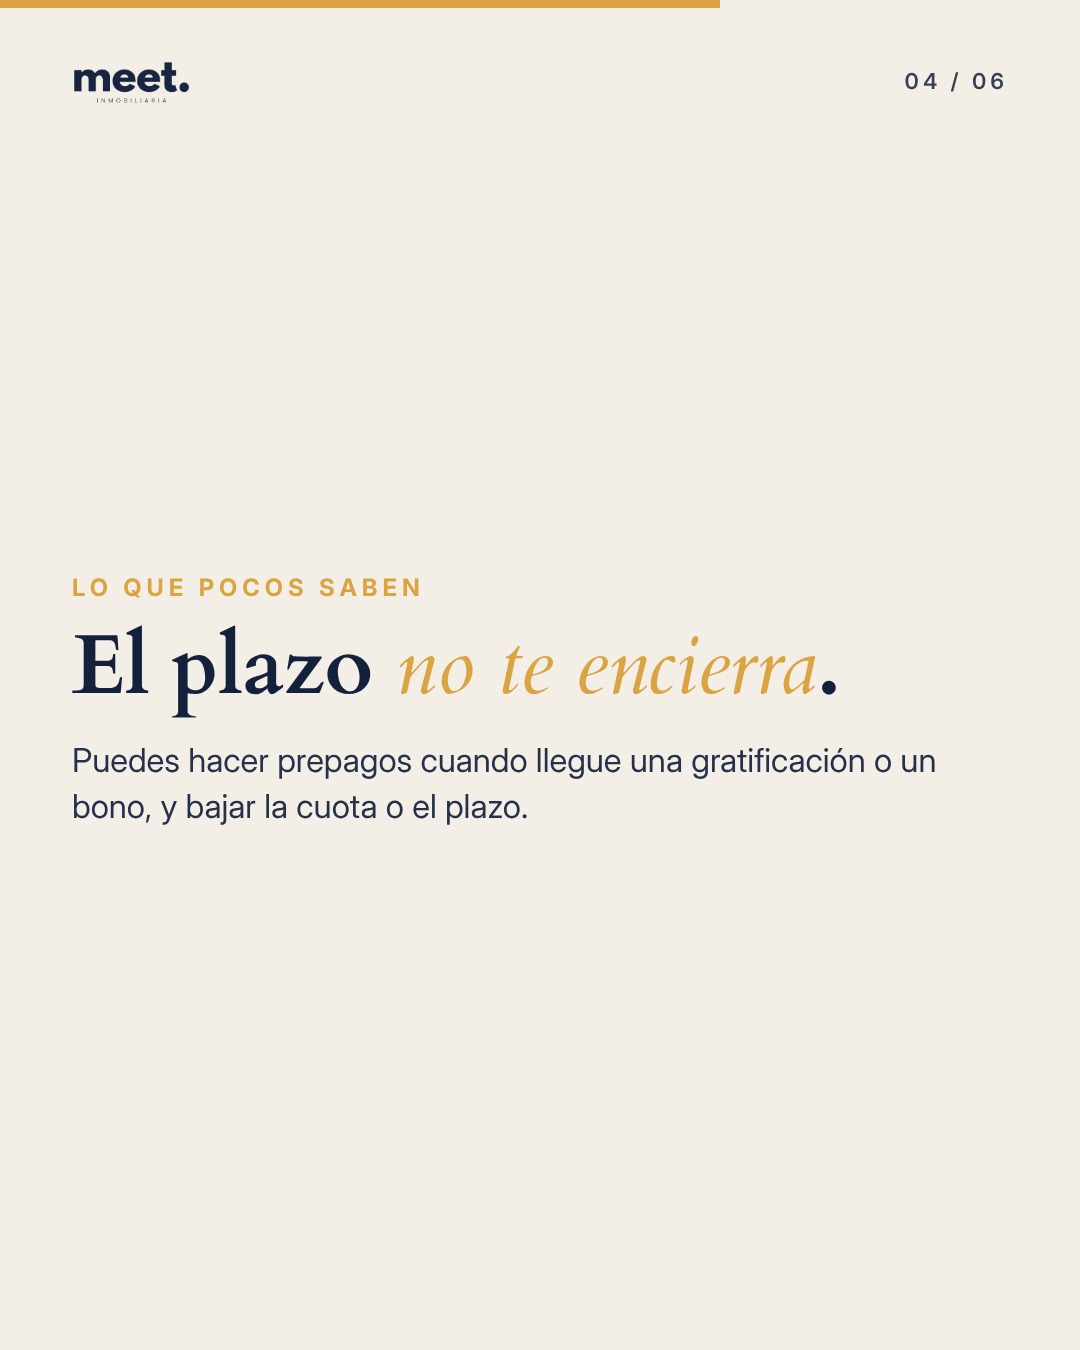 meet.
INMOBILIARIA
04 / 06
LO QUE POCOS SABEN
El plazo no te encierra.
Puedes hacer prepagos cuando llegue una gratificación o un
bono, y bajar la cuota o el plazo.